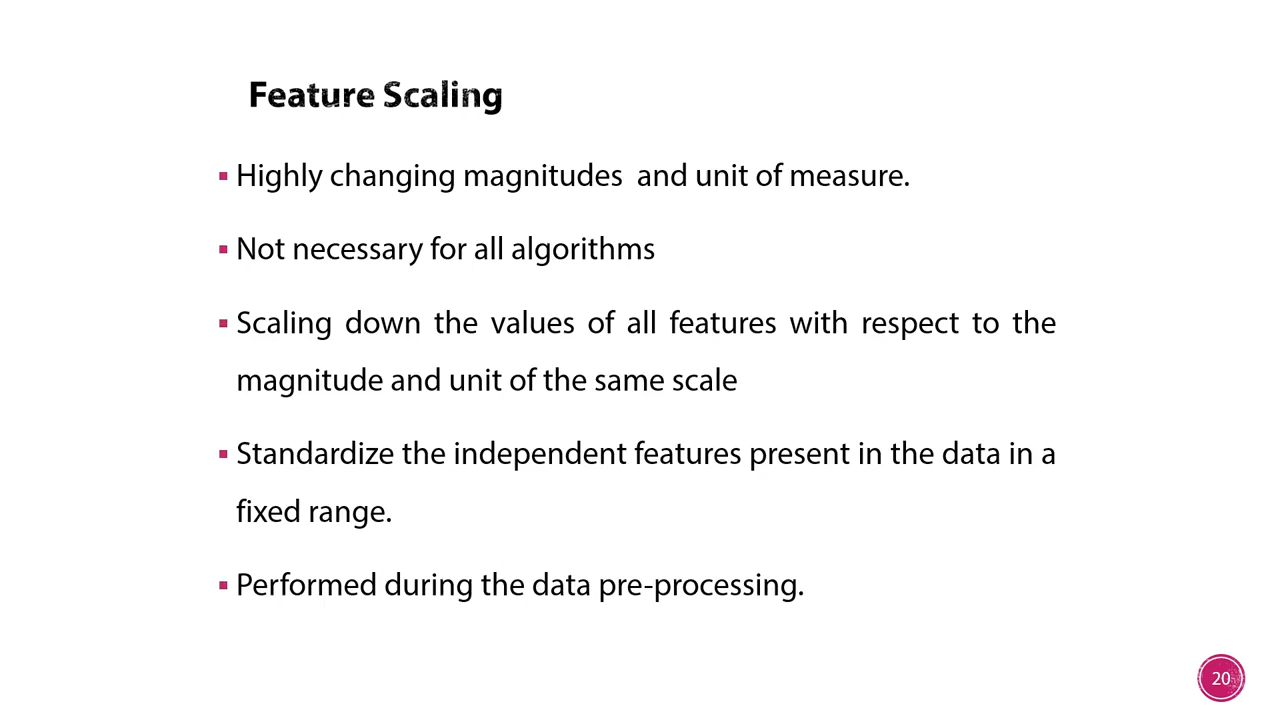 Feature Scaling
▪ Highly changing magnitudes  and unit of measure.
▪ Not necessary for all algorithms
▪ Scaling down the values of all features with respect to the
magnitude and unit of the same scale
▪ Standardize the independent features present in the data in a
fixed range.
▪ Performed during the data pre-processing.
20